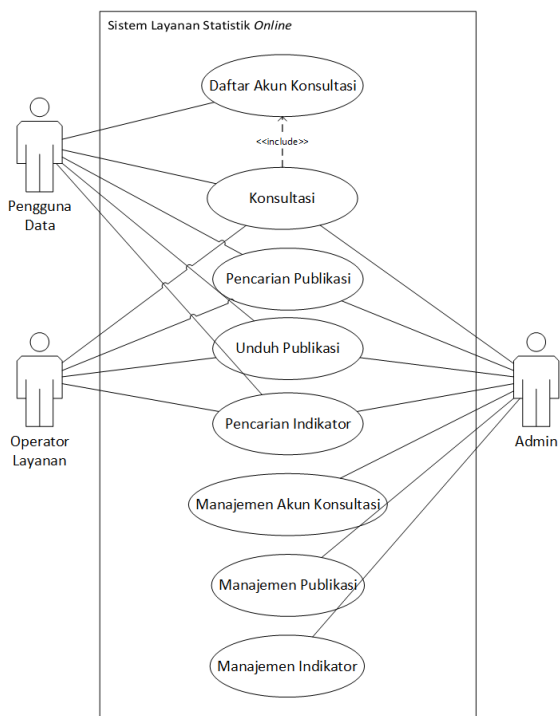 Sistem Layanan Statistik Online
Daftar Akun Konsultasi
<<include>>
Konsultasi
Pengguna
Data
Pencarian Publikasi
Unduh Publikasi
Operator
Layanan
Admin
Pencarian Indikator
Manajemen Akun Konsultasi
Manajemen Publikasi
Manajemen Indikator